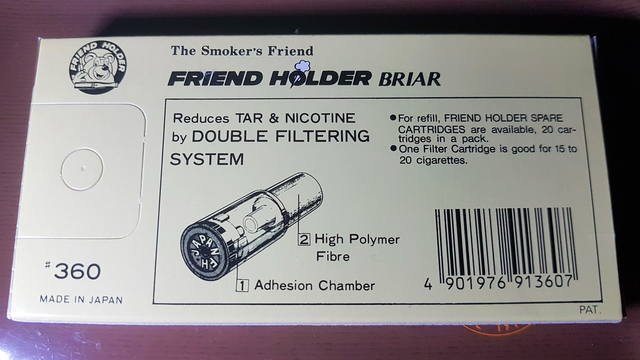 FRIEND HOLDER
The Smoker's Friend
FRIEND HOLDER BRIAR
Reduces TAR & NICOTINE
by DOUBLE FILTERING
SYSTEM
●For refill, FRIEND HOLDER SPARE
CARTRIDGES are available, 20 car-
tridges in a pack.
●One Filter Cartridge is good for 15 to
20 cigarettes.
JAPAN FH
2 High Polymer
Fibre
1 Adhesion Chamber
#360
MADE IN JAPAN
4 901976 913607
PAT.